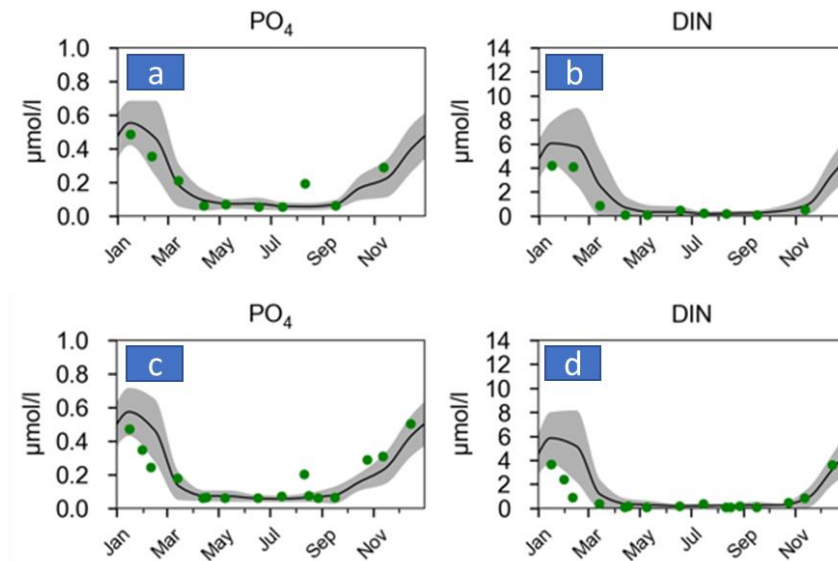 PO4
a
µmol/l
1.0
0.8
0.6
0.4
0.2
0.0
Jan
Mar
May
Jul
Sep
Nov
DIN
b
µmol/l
14
12
10
8
6
4
2
0
Jan
Mar
May
Jul
Sep
Nov
PO4
c
µmol/l
1.0
0.8
0.6
0.4
0.2
0.0
Jan
Mar
May
Jul
Sep
Nov
DIN
d
µmol/l
14
12
10
8
6
4
2
0
Jan
Mar
May
Jul
Sep
Nov